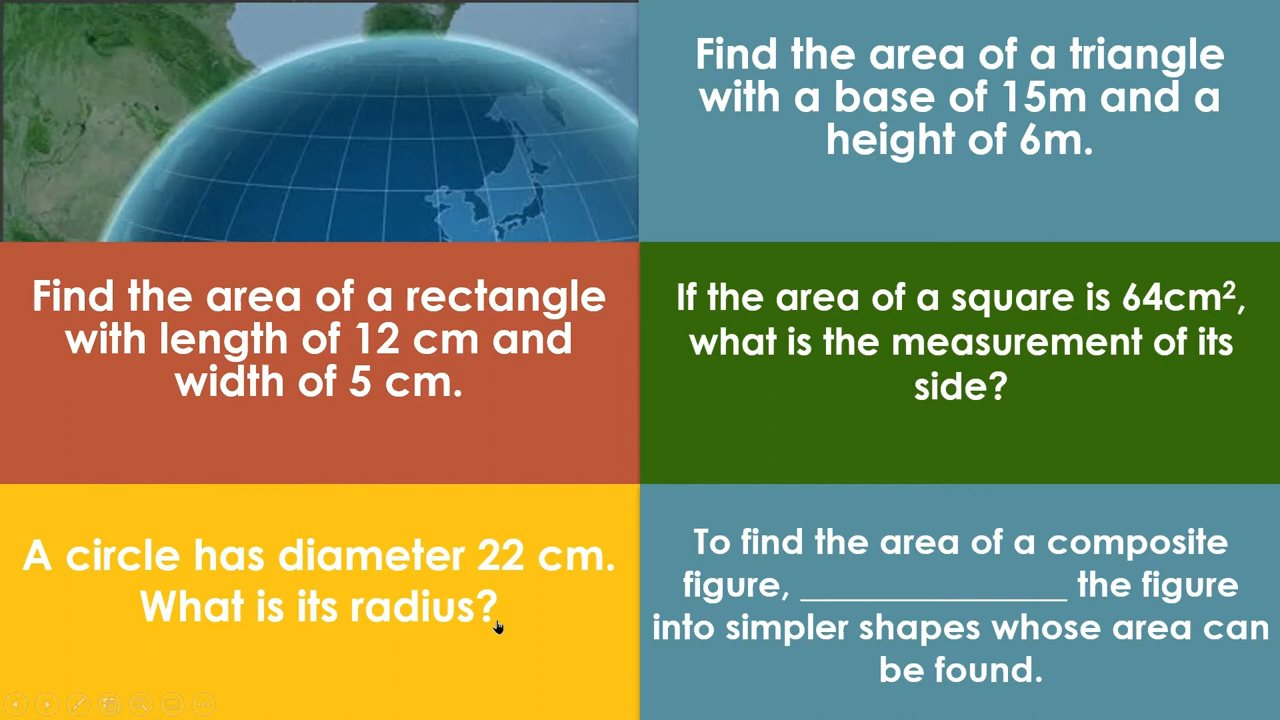 Find the area of a triangle
with a base of 15m and a
height of 6m.
Find the area of a rectangle
with length of 12 cm and
width of 5 cm.
If the area of a square is 64cm²,
what is the measurement of its
side?
A circle has diameter 22 cm.
What is its radius?
To find the area of a composite
figure, ______________ the figure
into simpler shapes whose area can
be found.